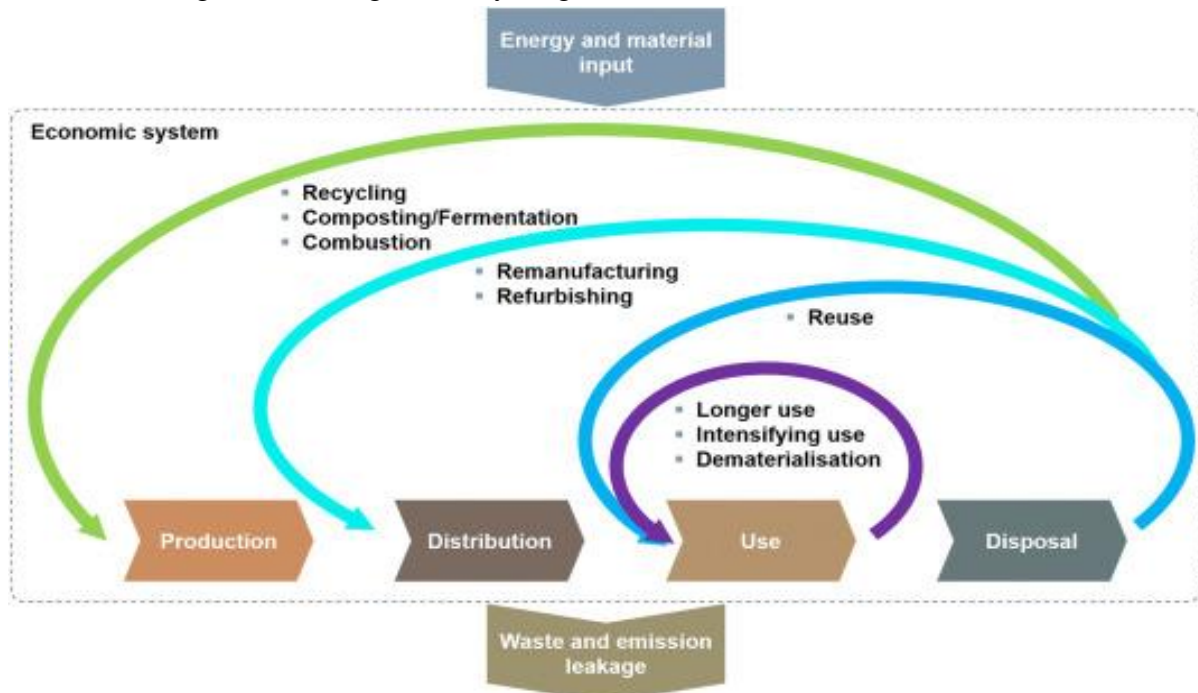 Energy and material
input
Economic system
Recycling
Composting/Fermentation
Combustion
Remanufacturing
Refurbishing
Reuse
Longer use
Intensifying use
Dematerialisation
Production
Distribution
Use
Disposal
Waste and emission
leakage